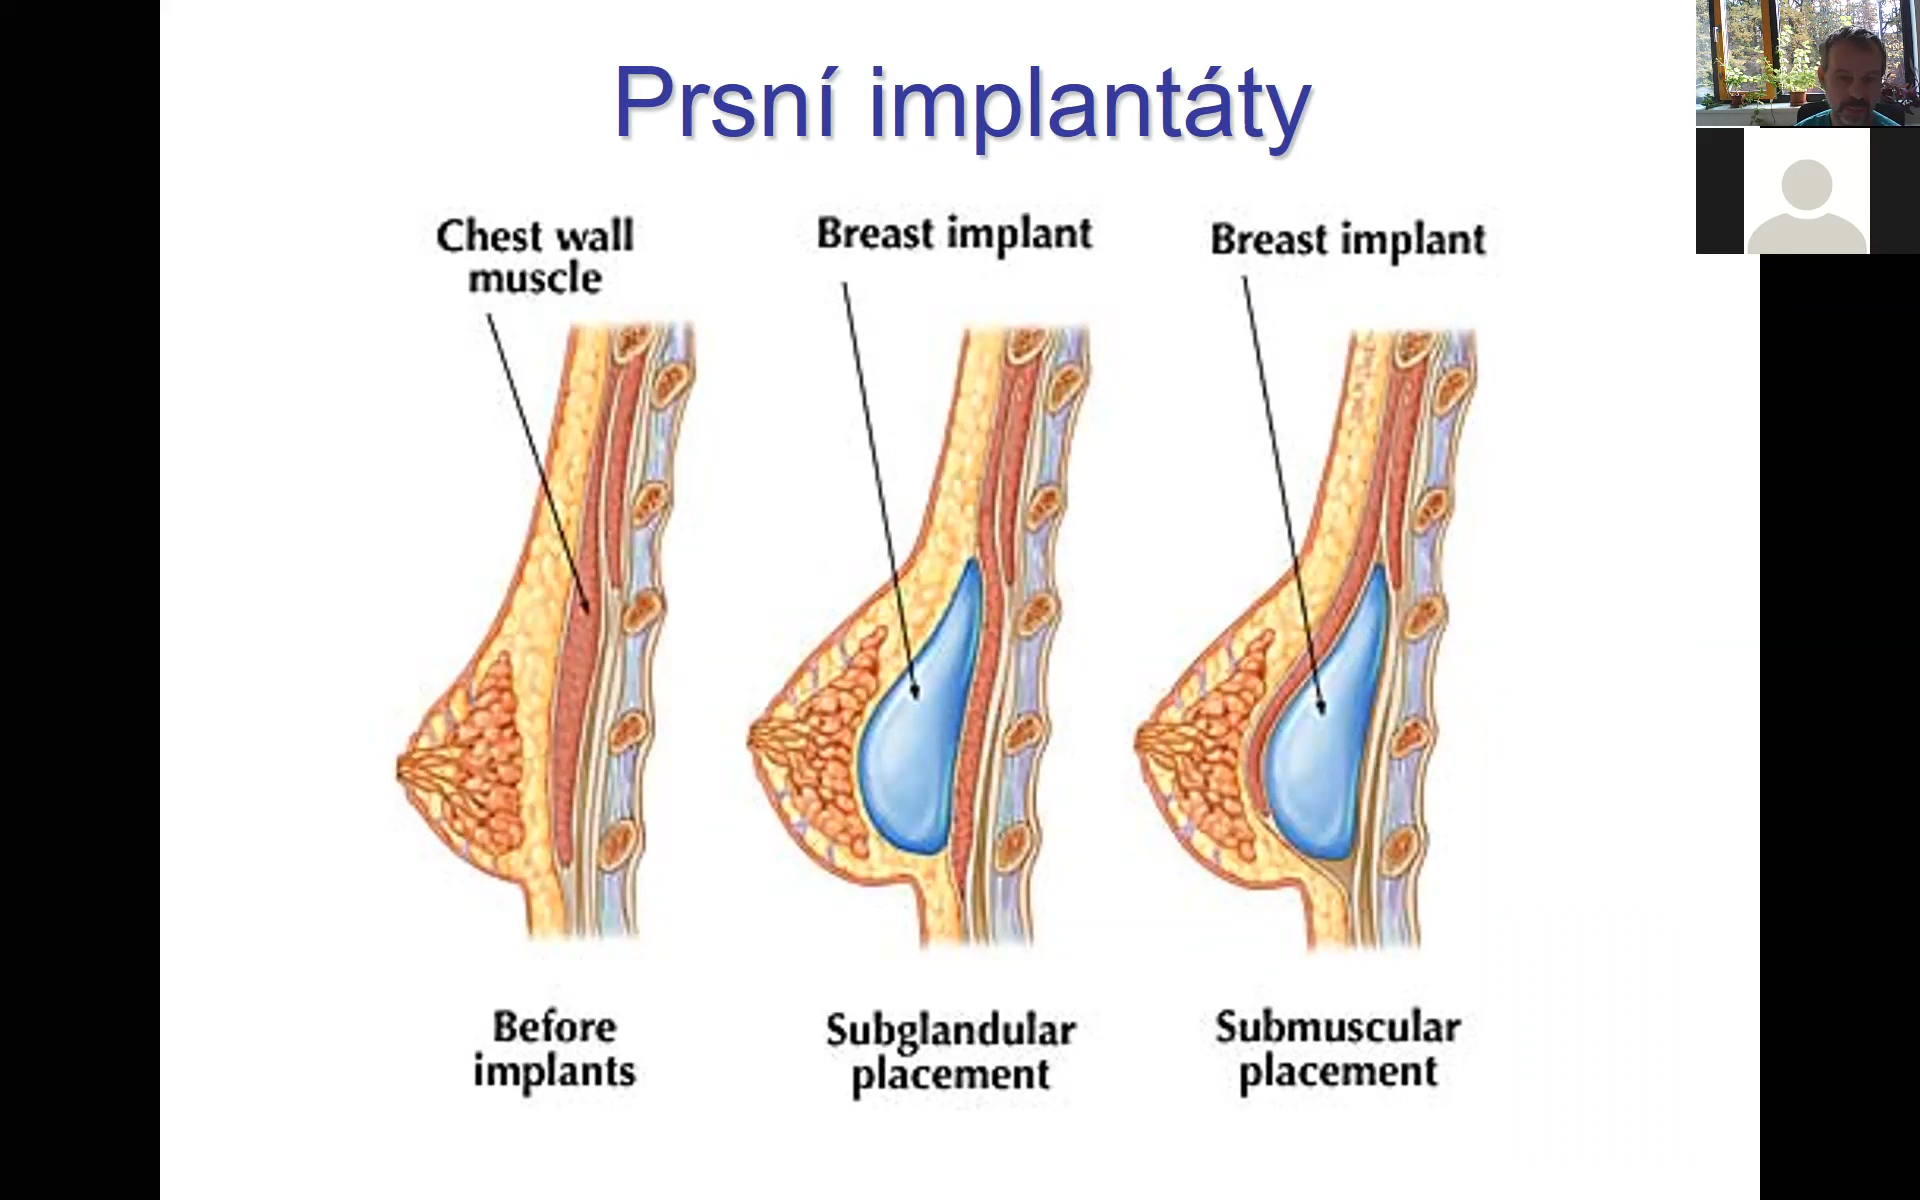 Prsní implantáty
Chest wall
muscle
Breast implant
Breast implant
Before
implants
Subglandular
placement
Submuscular
placement